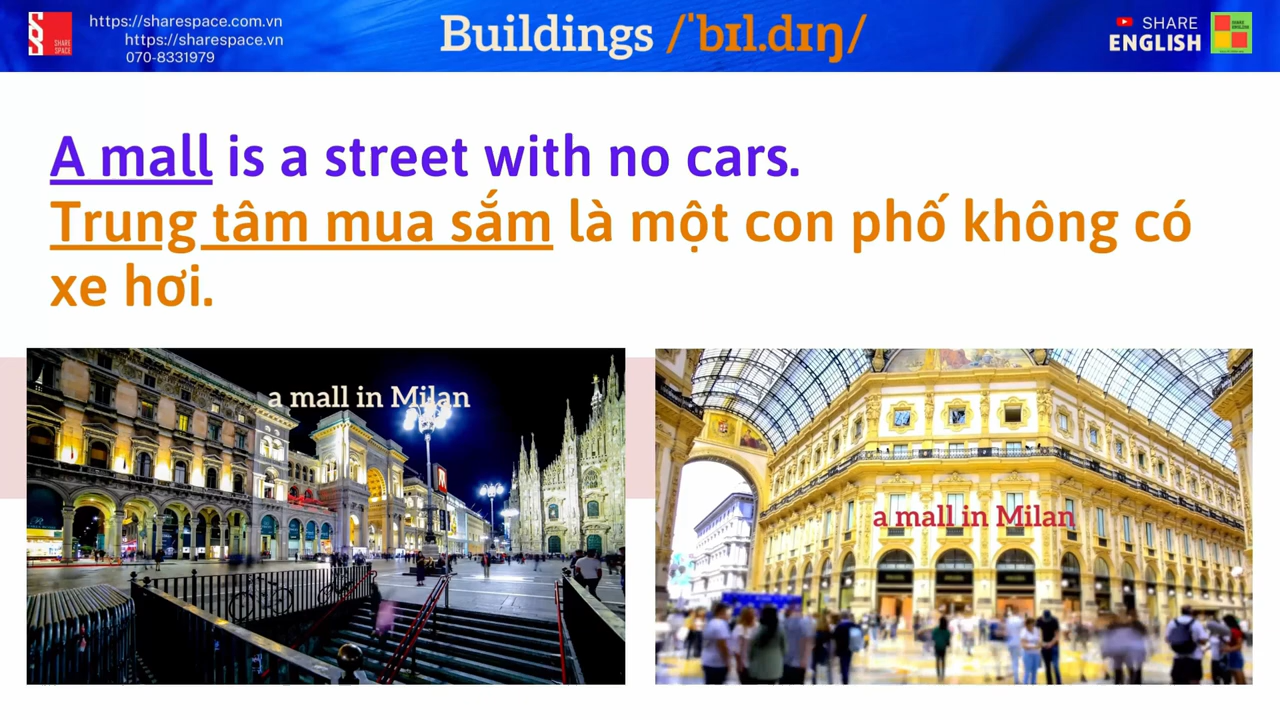 SHARE
SPACE
https://sharespace.com.vn
https://sharespace.vn
070-8331979
Buildings /ˈbɪl.dɪŋ/
SHARE
ENGLISH
A mall is a street with no cars.
Trung tâm mua sắm là một con phố không có
xe hơi.
a mall in Milan
a mall in Milan